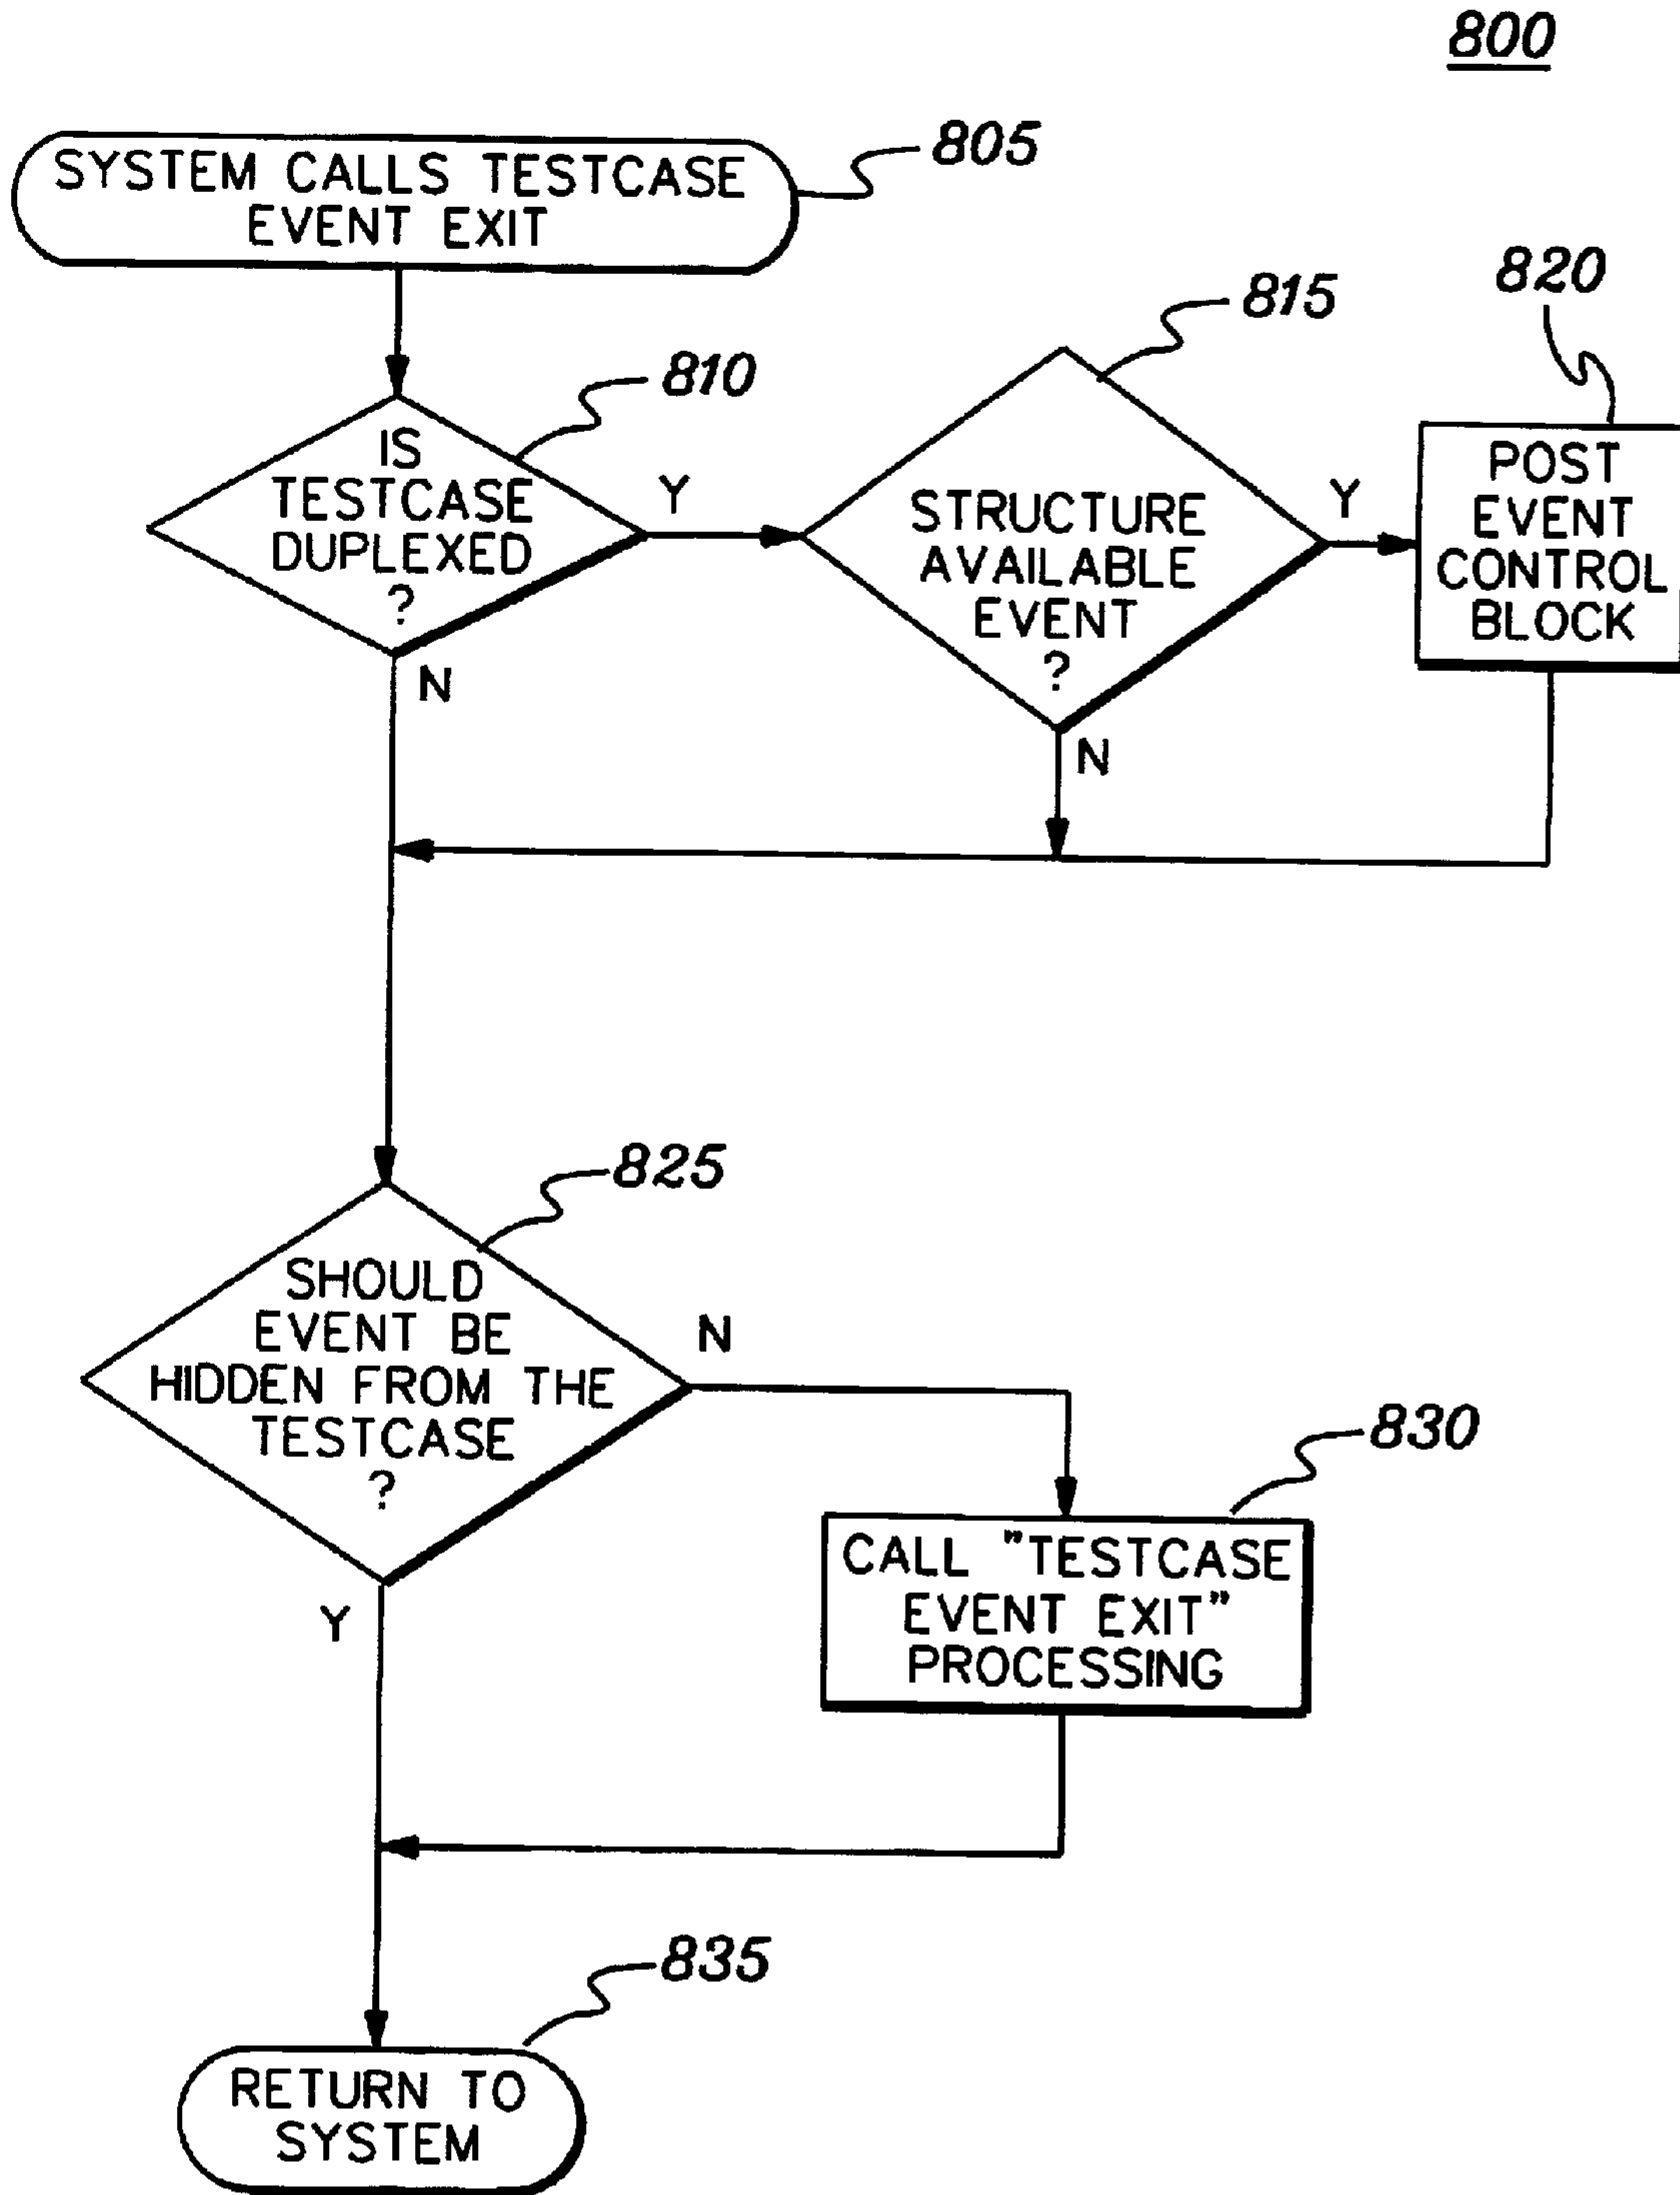 800
SYSTEM CALLS TESTCASE
EVENT EXIT
805
IS
TESTCASE
DUPLEXED
?
810
Y
N
STRUCTURE
AVAILABLE
EVENT
?
815
Y
N
820
POST
EVENT
CONTROL
BLOCK
SHOULD
EVENT BE
HIDDEN FROM THE
TESTCASE
?
825
N
Y
830
CALL "TESTCASE
EVENT EXIT"
PROCESSING
835
RETURN TO
SYSTEM